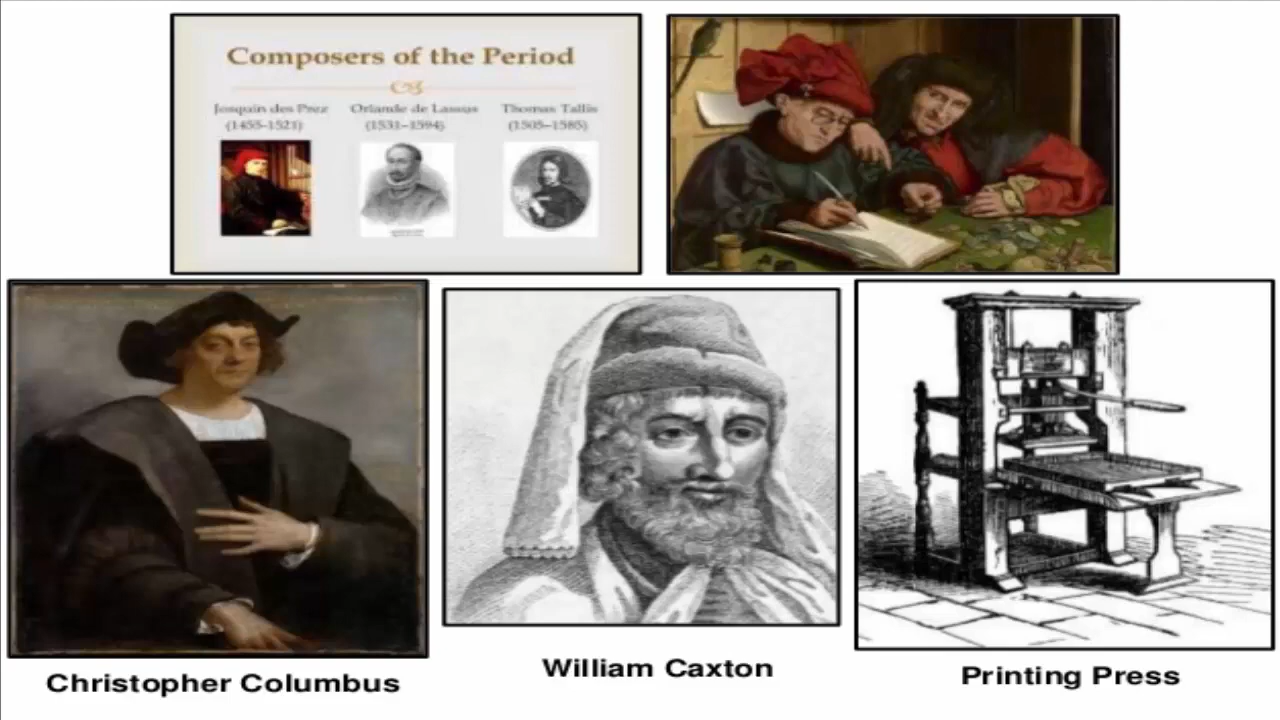 Composers of the Period
Josquin des Prez Orlande de Lassus Thomas Tallis
(1455-1521) (1531-1594) (1505-1585)
Christopher Columbus
William Caxton
Printing Press